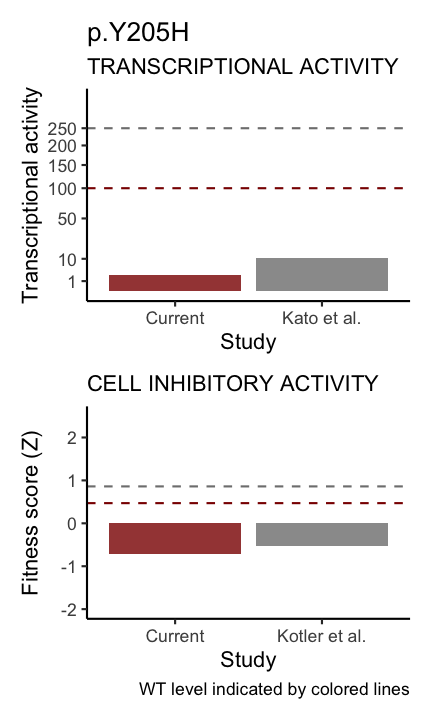 p.Y205H
TRANSCRIPTIONAL ACTIVITY
Transcriptional activity
250
200
150
100
50
10
1
Current
Kato et al.
Study
CELL INHIBITORY ACTIVITY
Fitness score (Z)
2
1
0
-1
-2
Current
Kotler et al.
Study
WT level indicated by colored lines